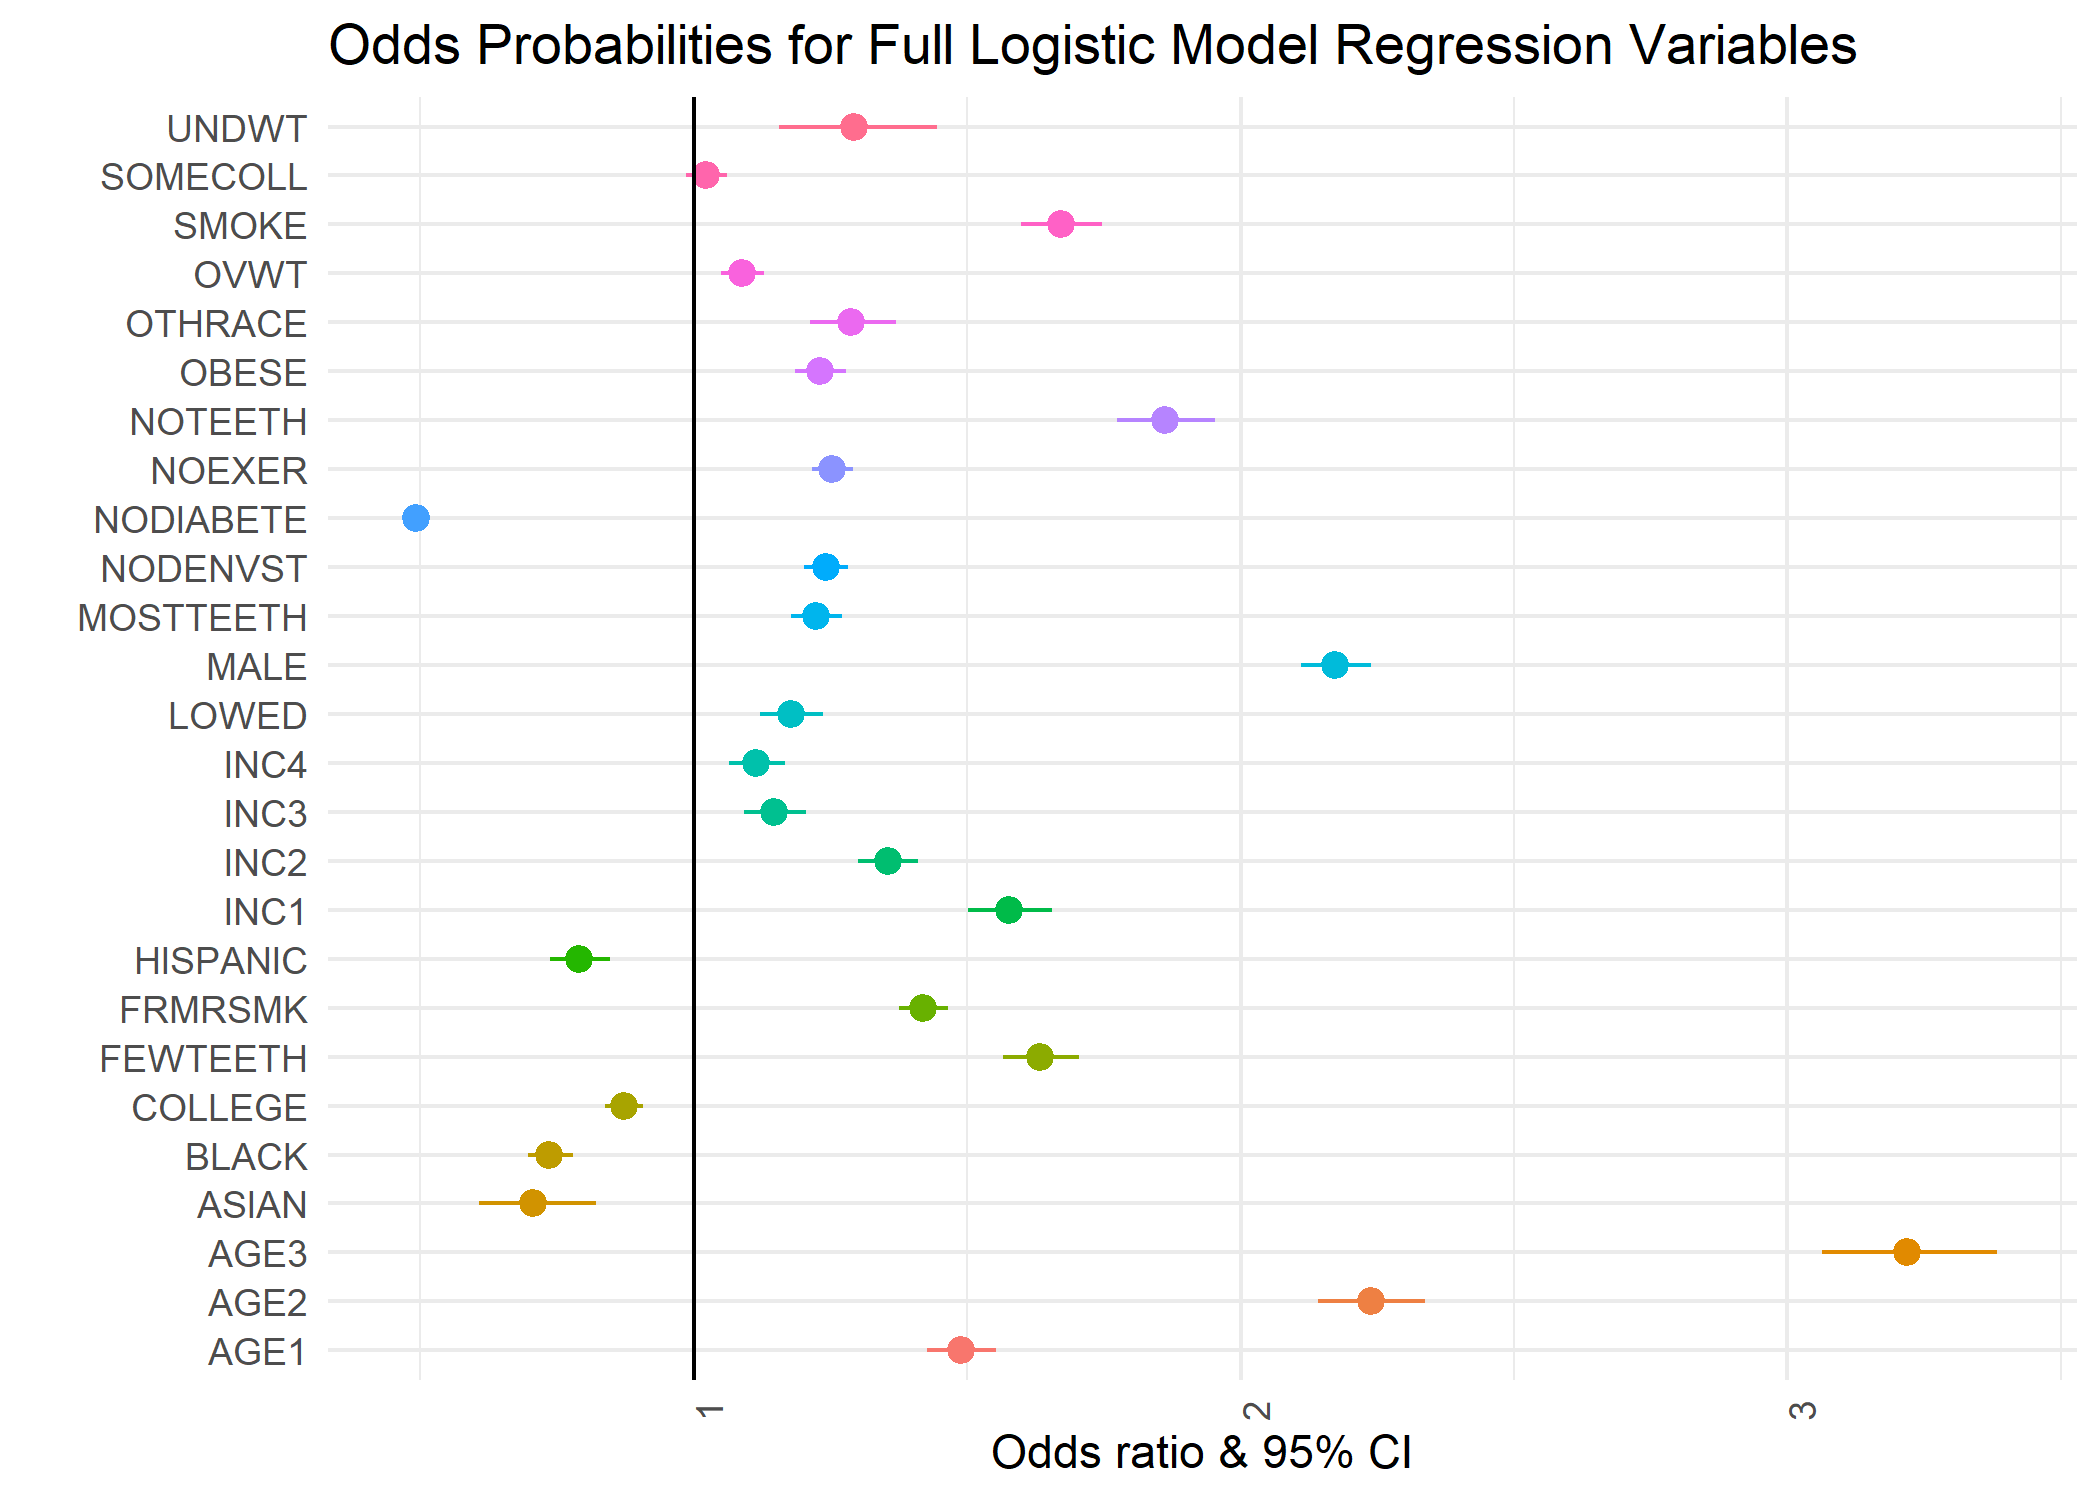 Odds Probabilities for Full Logistic Model Regression Variables
UNDWT
SOMECOLL
SMOKE
OVWT
OTHRACE
OBESE
NOTEETH
NOEXER
NODIABETE
NODENVST
MOSTTEETH
MALE
LOWED
INC4
INC3
INC2
INC1
HISPANIC
FRMRSMK
FEWTEETH
COLLEGE
BLACK
ASIAN
AGE3
AGE2
AGE1
1 2 3
Odds ratio & 95% CI